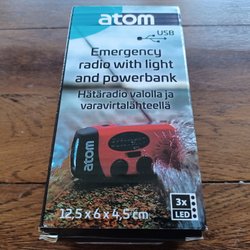 atom
USB
Emergency
radio with light
and powerbank
Hätäradio valolla ja
varavirtalähteellä
atom
12,5 x 6 x 4,5 cm
3x
LED